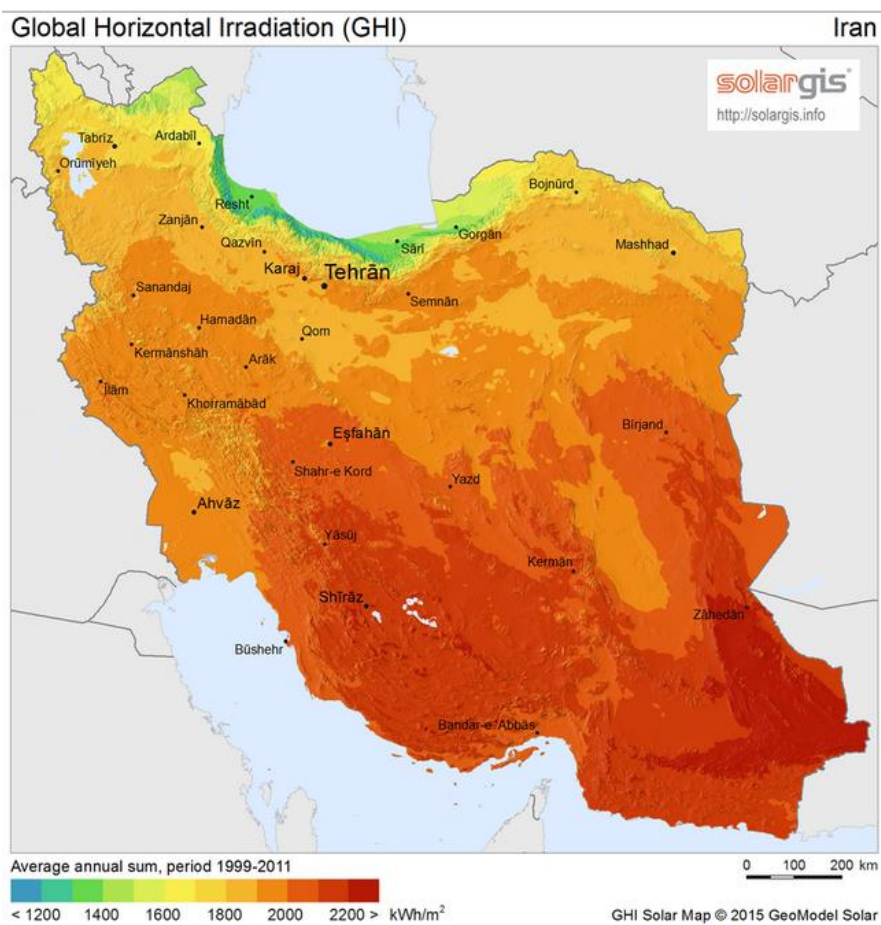 Global Horizontal Irradiation (GHI) Iran
solargis
http://solargis.info
Tabrīz
Ardabīl
Orūmīyeh
Resht
Bojnūrd
Zanjān
Gorgān
Sārī
Qazvīn
Mashhad
Karaj
Tehrān
Sanandaj
Semnān
Hamadān
Qom
Kermānshāh
Arāk
Īlām
Khorramābād
Bīrjand
Eşfahān
Shahr-e Kord
Yazd
Ahvāz
Yāsūj
Kermān
Shīrāz
Zāhedān
Būshehr
Bandar-e 'Abbās
Average annual sum, period 1999-2011
0 100 200 km
< 1200 1400 1600 1800 2000 2200 > kWh/m²
GHI Solar Map © 2015 GeoModel Solar